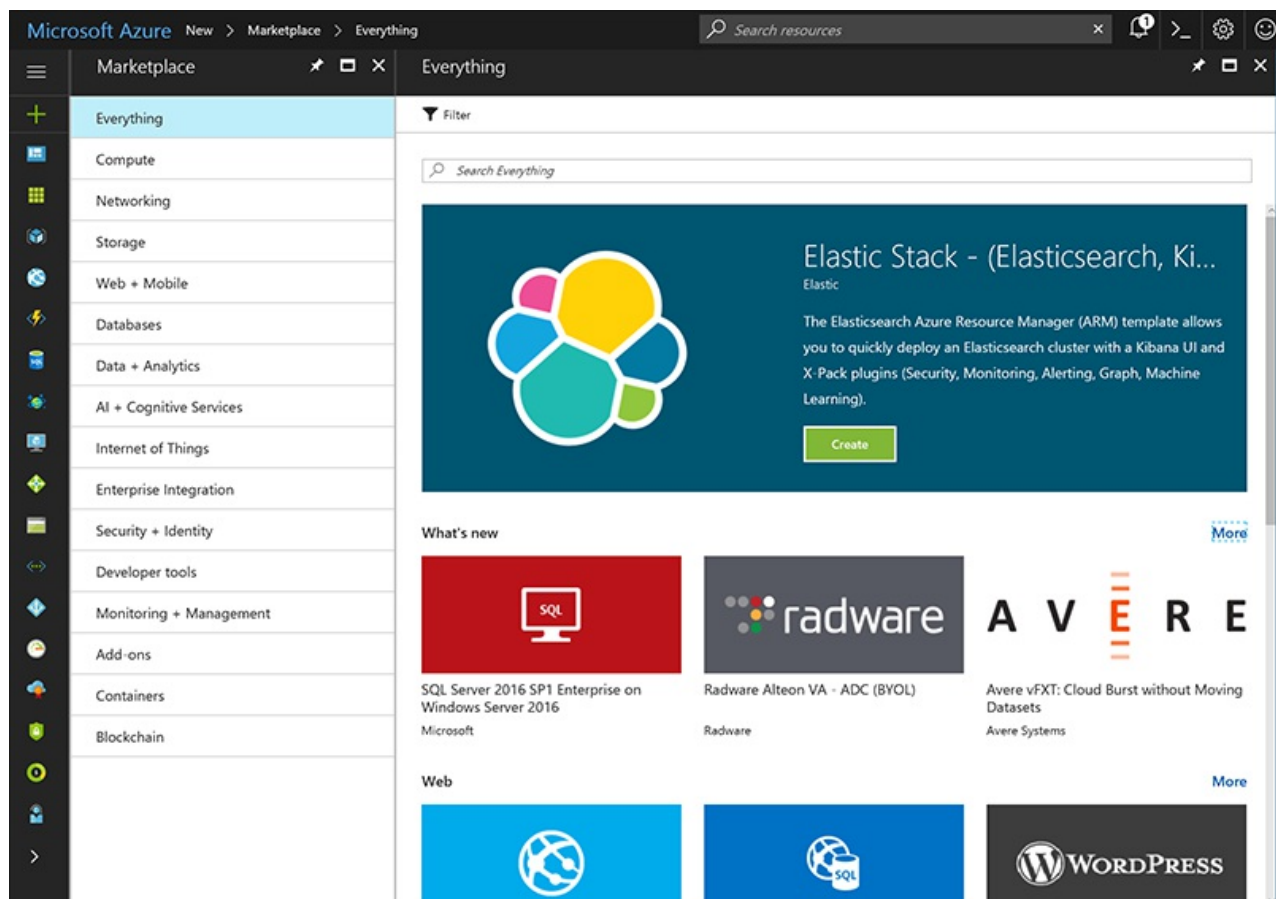 Microsoft Azure New > Marketplace > Everything
Search resources
1
Marketplace
Everything
Compute
Networking
Storage
Web + Mobile
Databases
Data + Analytics
AI + Cognitive Services
Internet of Things
Enterprise Integration
Security + Identity
Developer tools
Monitoring + Management
Add-ons
Containers
Blockchain
Everything
Filter
Search Everything
Elastic Stack - (Elasticsearch, Ki...
Elastic
The Elasticsearch Azure Resource Manager (ARM) template allows
you to quickly deploy an Elasticsearch cluster with a Kibana UI and
X-Pack plugins (Security, Monitoring, Alerting, Graph, Machine
Learning).
Create
What's new
More
SQL
SQL Server 2016 SP1 Enterprise on
Windows Server 2016
Microsoft
radware
Radware Alteon VA - ADC (BYOL)
Radware
AVERE
Avere vFXT: Cloud Burst without Moving
Datasets
Avere Systems
Web
More
SQL
WORDPRESS